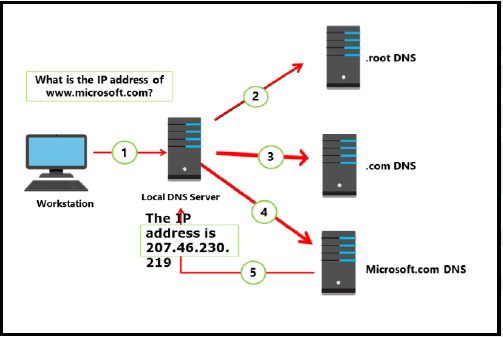 What is the IP address of
www.microsoft.com?
.root DNS
2
1
3
.com DNS
Workstation
Local DNS Server
4
The IP
address is
207.46.230.
219
5
Microsoft.com DNS